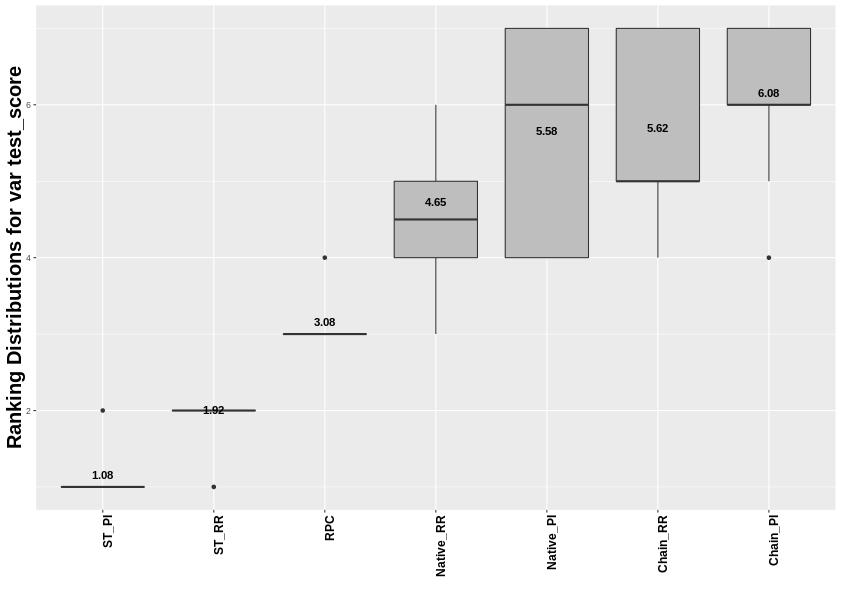 Ranking Distributions for var test_score
6
4
2
1.08
1.92
3.08
4.65
5.58
5.62
6.08
ST_PI
ST_RR
RPC
Native_RR
Native_PI
Chain_RR
Chain_PI